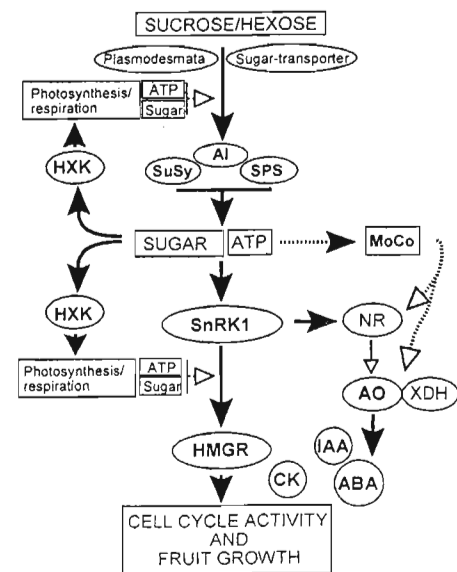 SUCROSE/HEXOSE
Plasmodesmata
Sugar-transporter
Photosynthesis/
respiration
ATP
Sugar
AI
SuSy
SPS
HXK
SUGAR
ATP
MoCo
HXK
SnRK1
NR
Photosynthesis/
respiration
ATP
Sugar
AO
XDH
HMGR
IAA
CK
ABA
CELL CYCLE ACTIVITY
AND
FRUIT GROWTH